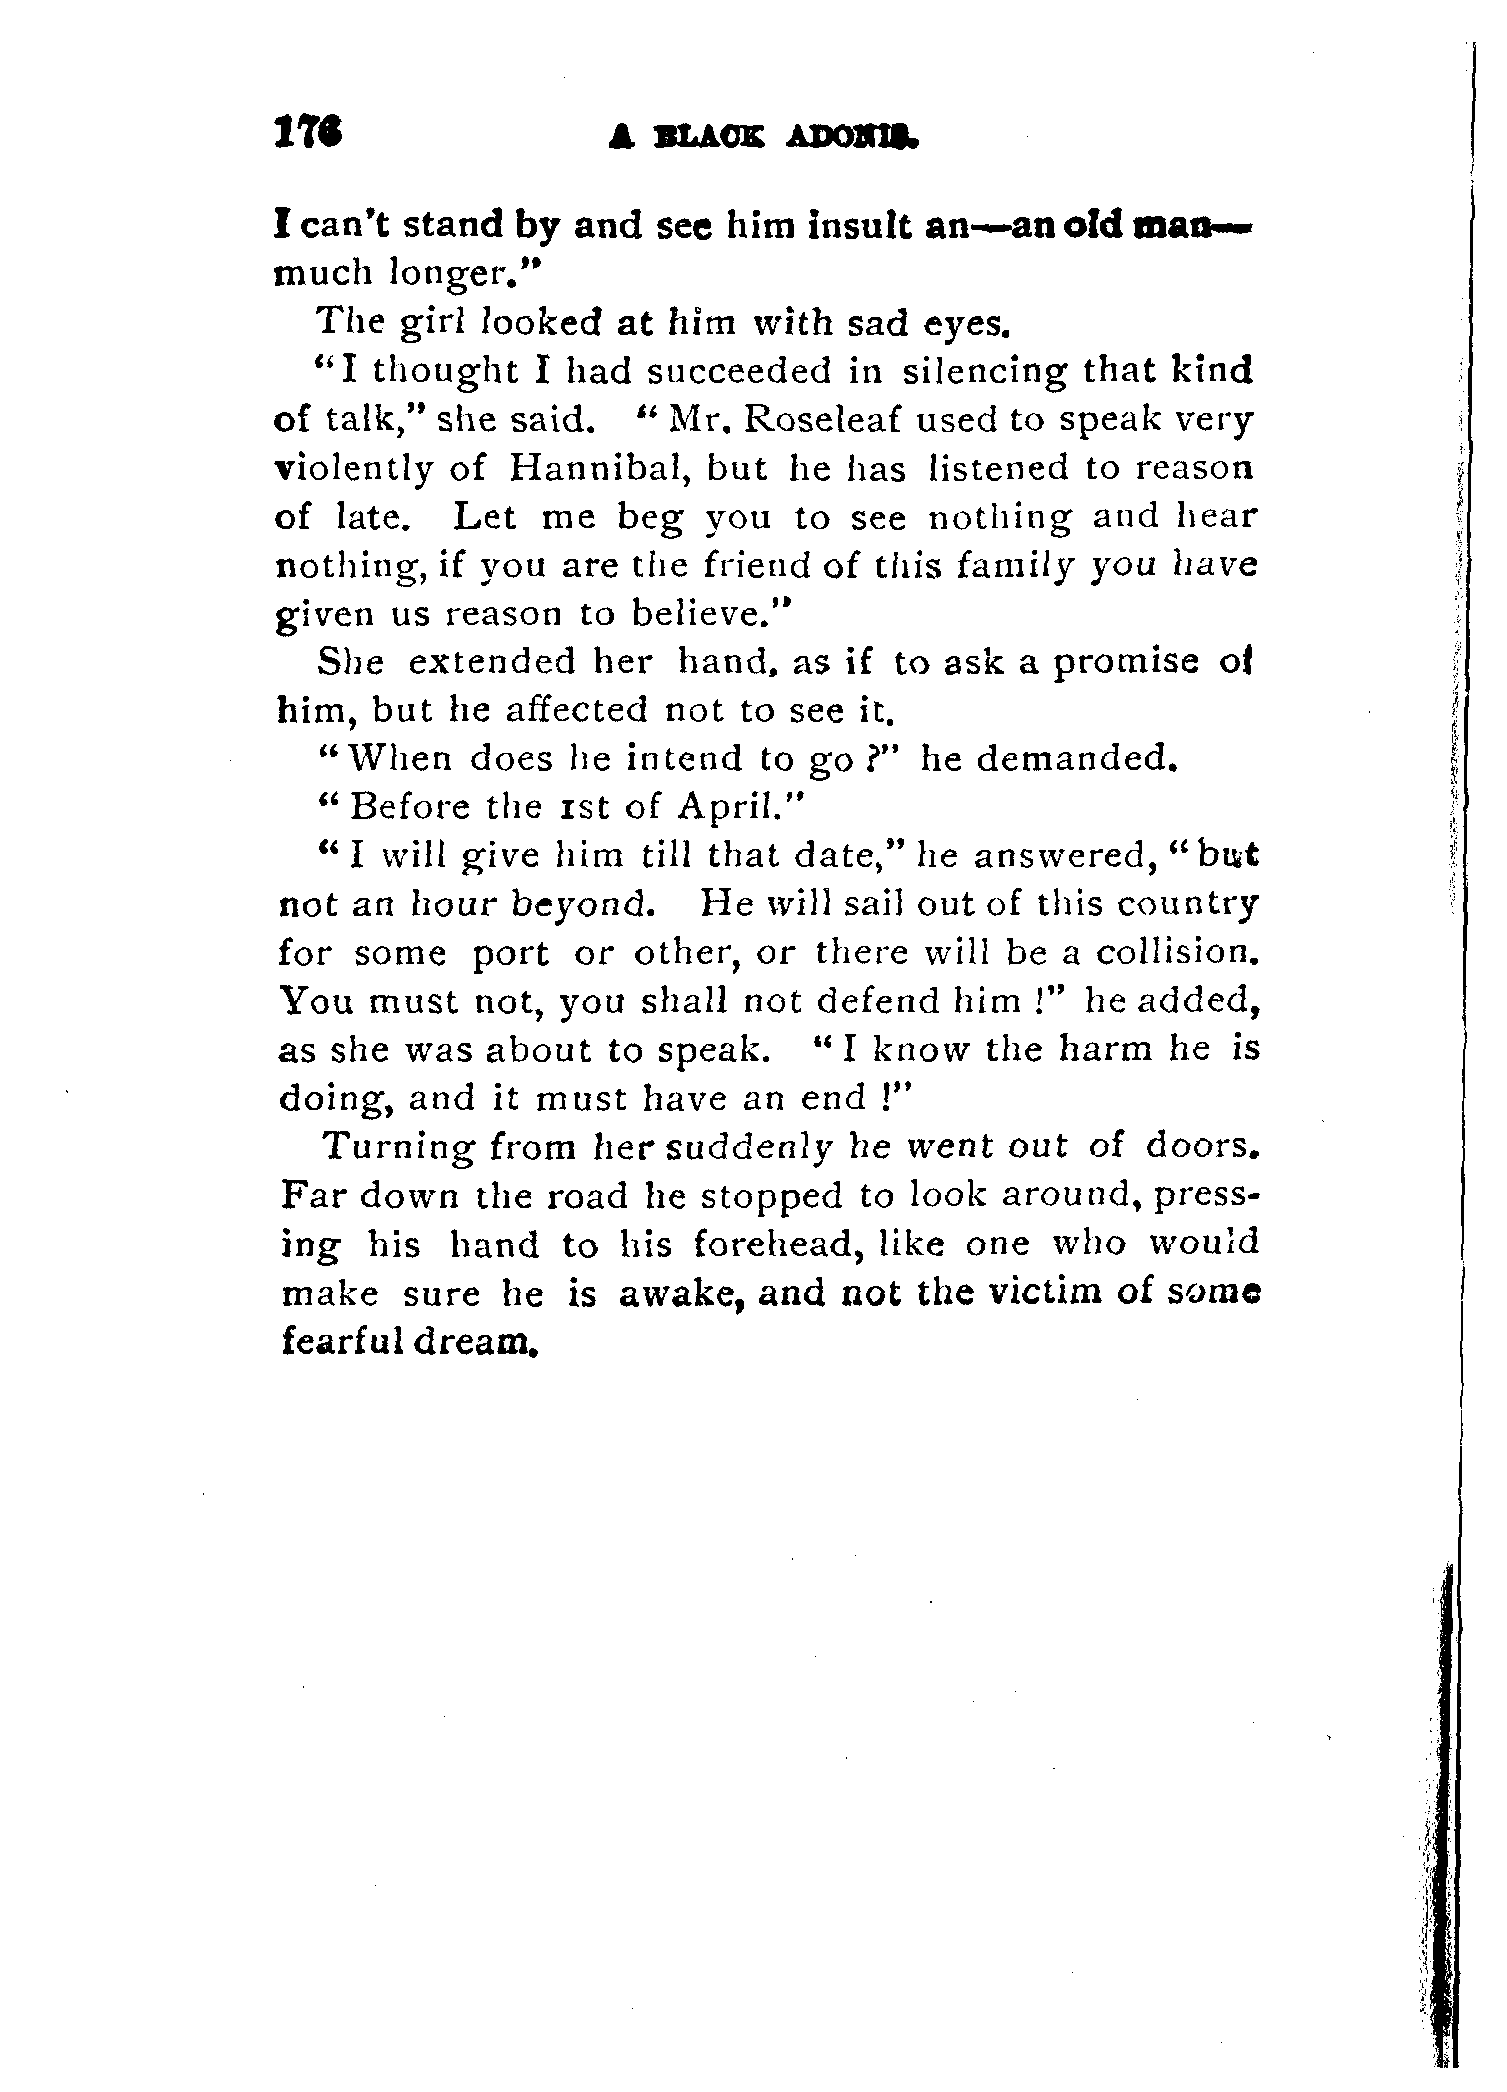 176 A BLACK ADONIS.
I can't stand by and see him insult an—an old man—
much longer."
The girl looked at him with sad eyes.
"I thought I had succeeded in silencing that kind
of talk," she said. "Mr. Roseleaf used to speak very
violently of Hannibal, but he has listened to reason
of late. Let me beg you to see nothing and hear
nothing, if you are the friend of this family you have
given us reason to believe."
She extended her hand, as if to ask a promise of
him, but he affected not to see it.
"When does he intend to go?" he demanded.
"Before the 1st of April."
"I will give him till that date," he answered, "but
not an hour beyond. He will sail out of this country
for some port or other, or there will be a collision.
You must not, you shall not defend him!" he added,
as she was about to speak. "I know the harm he is
doing, and it must have an end!"
Turning from her suddenly he went out of doors.
Far down the road he stopped to look around, press-
ing his hand to his forehead, like one who would
make sure he is awake, and not the victim of some
fearful dream.